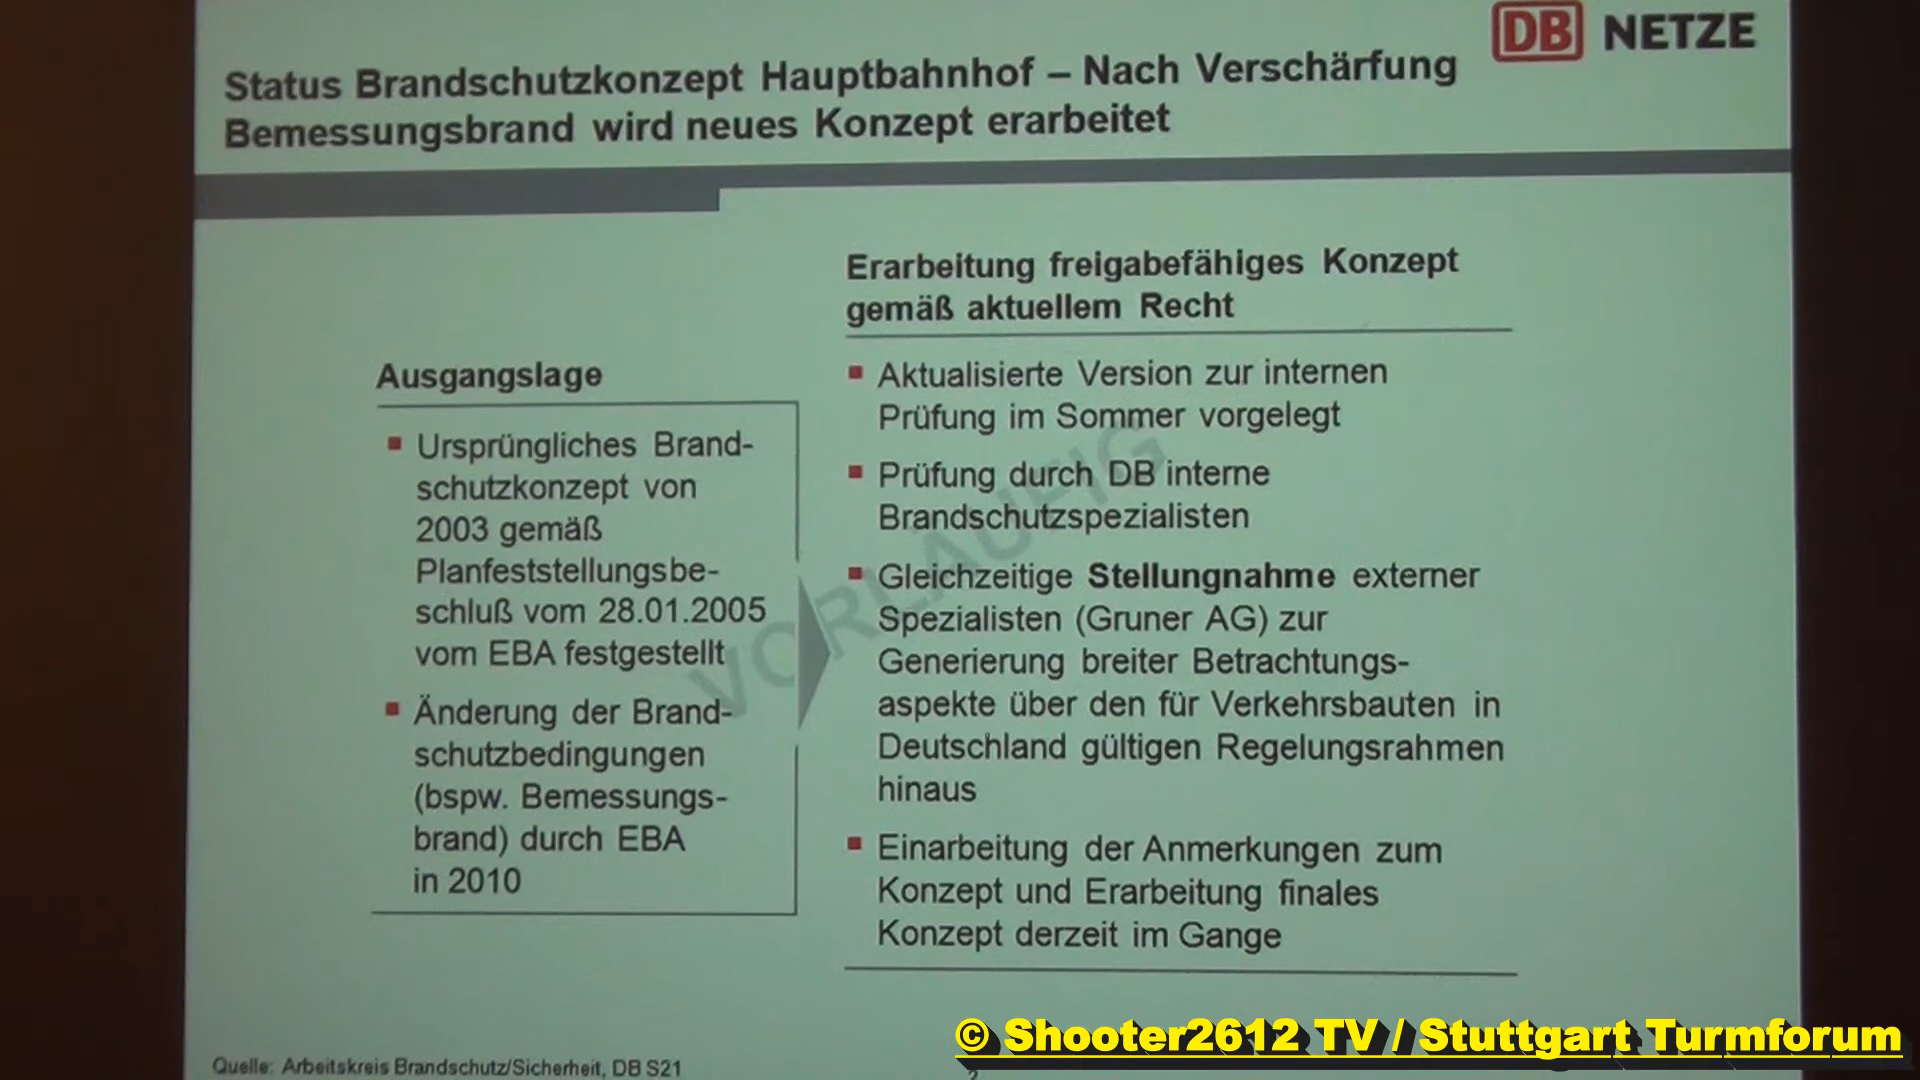 DB NETZE
Status Brandschutzkonzept Hauptbahnhof – Nach Verschärfung
Bemessungsbrand wird neues Konzept erarbeitet
Ausgangslage
Ursprüngliches Brand-
schutzkonzept von
2003 gemäß
Planfeststellungsbe-
schluß vom 28.01.2005
vom EBA festgestellt
Änderung der Brand-
schutzbedingungen
(bspw. Bemessungs-
brand) durch EBA
in 2010
Erarbeitung freigabefähiges Konzept
gemäß aktuellem Recht
Aktualisierte Version zur internen
Prüfung im Sommer vorgelegt
Prüfung durch DB interne
Brandschutzspezialisten
Gleichzeitige Stellungnahme externer
Spezialisten (Gruner AG) zur
Generierung breiter Betrachtungs-
aspekte über den für Verkehrsbauten in
Deutschland gültigen Regelungsrahmen
hinaus
Einarbeitung der Anmerkungen zum
Konzept und Erarbeitung finales
Konzept derzeit im Gange
VORLÄUFIG
Quelle: Arbeitskreis Brandschutz/Sicherheit, DB S21
2
© Shooter2612 TV / Stuttgart Turmforum